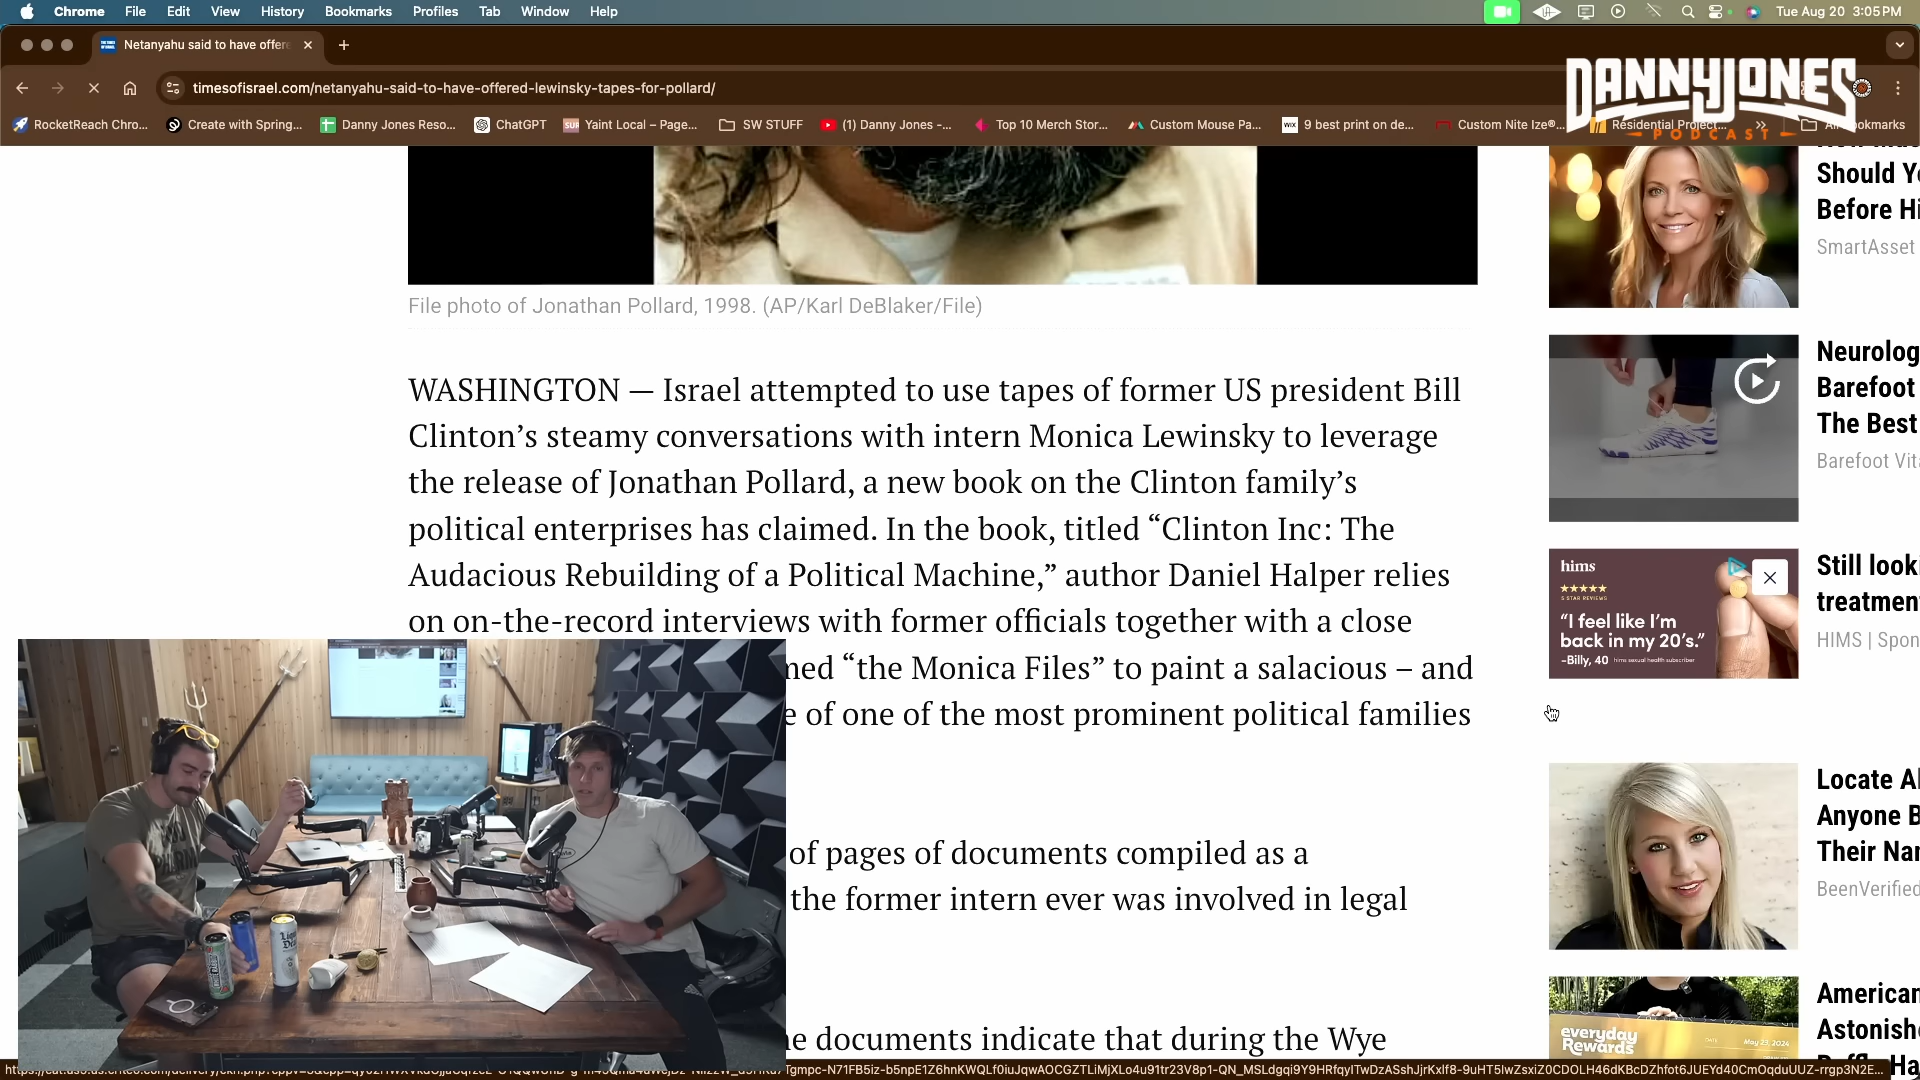 Chrome File Edit View History Bookmarks Profiles Tab Window Help Tue Aug 20 3:05 PM
Netanyahu said to have offere
timesofisrael.com/netanyahu-said-to-have-offered-lewinsky-tapes-for-pollard/
DANNY JONES
PODCAST
RocketReach Chro... Create with Spring... Danny Jones Reso... ChatGPT Yaint Local – Page... SW STUFF (1) Danny Jones -... Top 10 Merch Stor... Custom Mouse Pa... 9 best print on de... Custom Nite Ize®... Residential Project...
File photo of Jonathan Pollard, 1998. (AP/Karl DeBlaker/File)
WASHINGTON — Israel attempted to use tapes of former US president Bill
Clinton’s steamy conversations with intern Monica Lewinsky to leverage
the release of Jonathan Pollard, a new book on the Clinton family’s
political enterprises has claimed. In the book, titled “Clinton Inc: The
Audacious Rebuilding of a Political Machine,” author Daniel Halper relies
on on-the-record interviews with former officials together with a close
med “the Monica Files” to paint a salacious – and
e of one of the most prominent political families
of pages of documents compiled as a
the former intern ever was involved in legal
e documents indicate that during the Wye
Should Yo
Before Hi
SmartAsset
Neurolog
Barefoot
The Best
Barefoot Vita
hims
5 STAR REVIEWS
“I feel like I’m
back in my 20’s.”
-Billy, 40 hims sexual health subscriber
Still look
treatmen
HIMS | Spon
Locate Al
Anyone B
Their Nam
BeenVerified
everyday
Rewards
May 23, 2024
American
Astonish